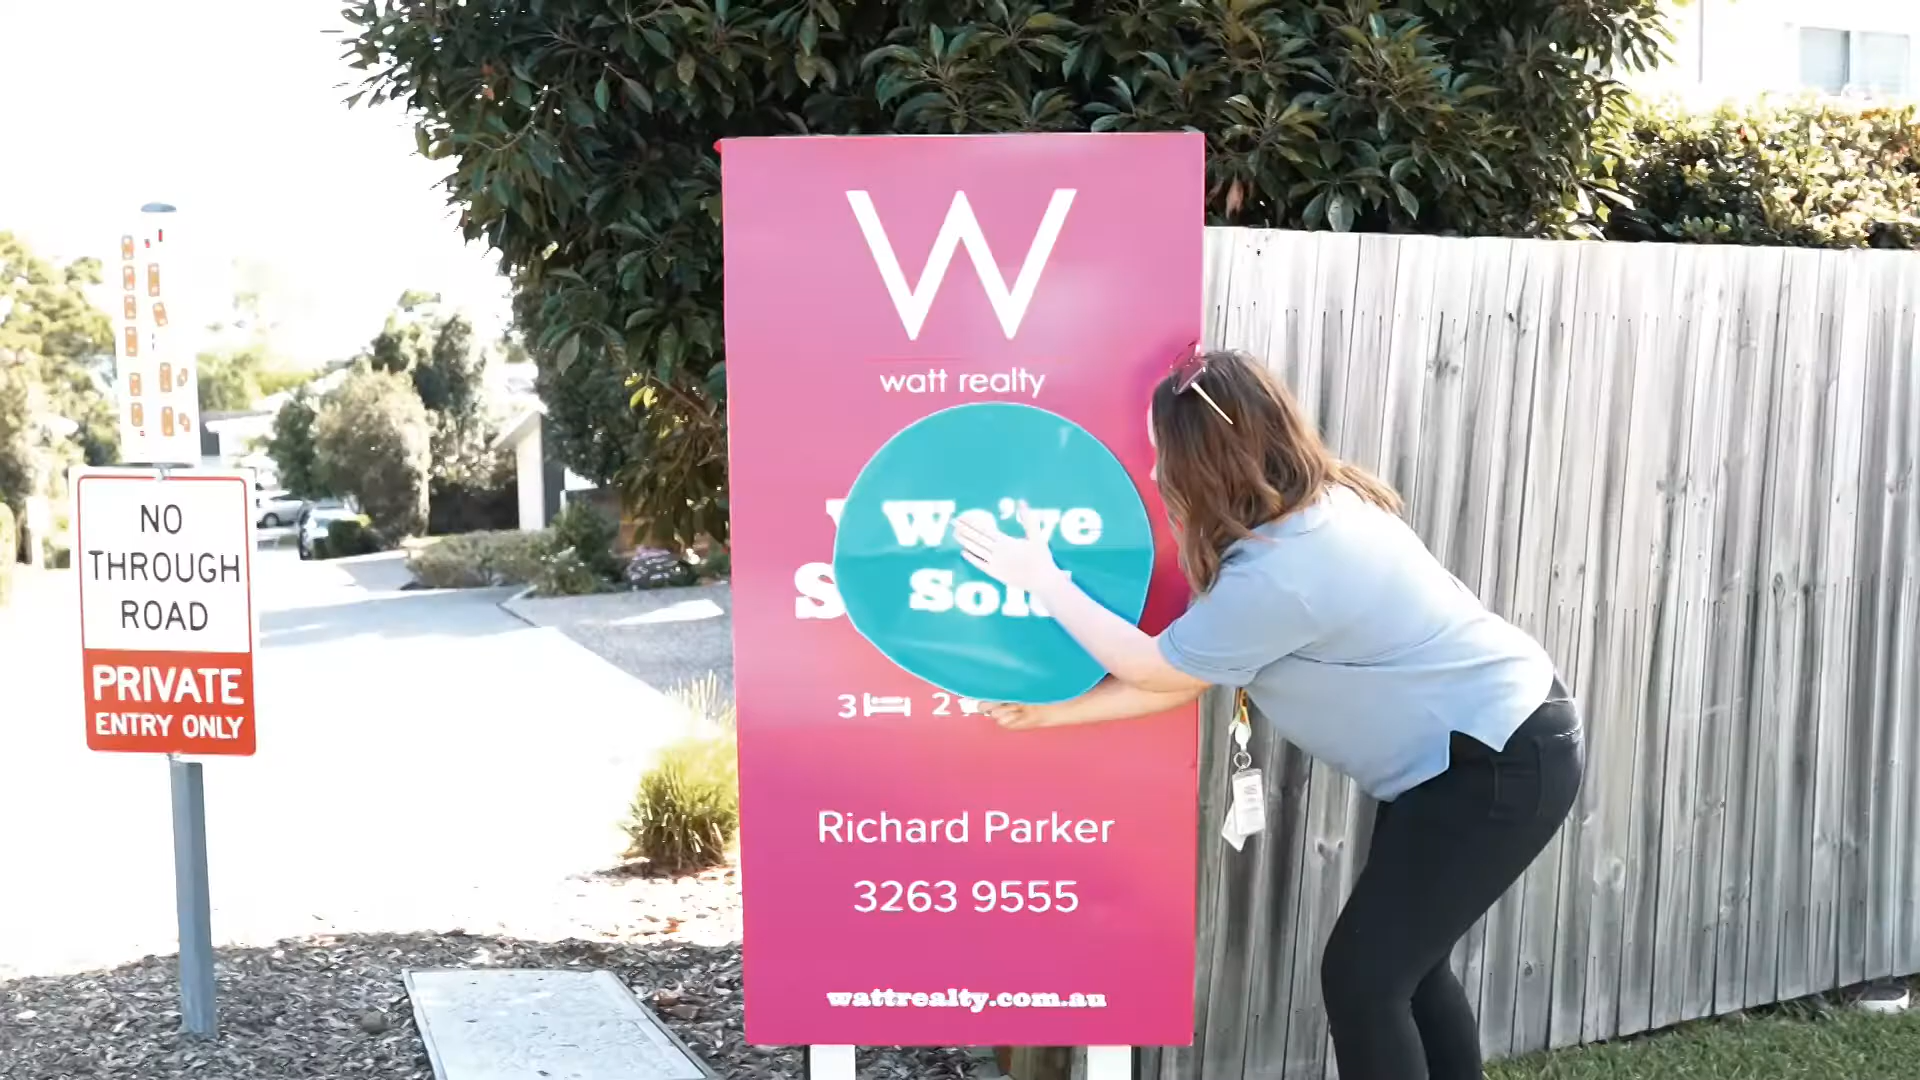 NO
THROUGH
ROAD
PRIVATE
ENTRY ONLY
W
watt realty
We've
Sold
3 2
Richard Parker
3263 9555
wattrealty.com.au